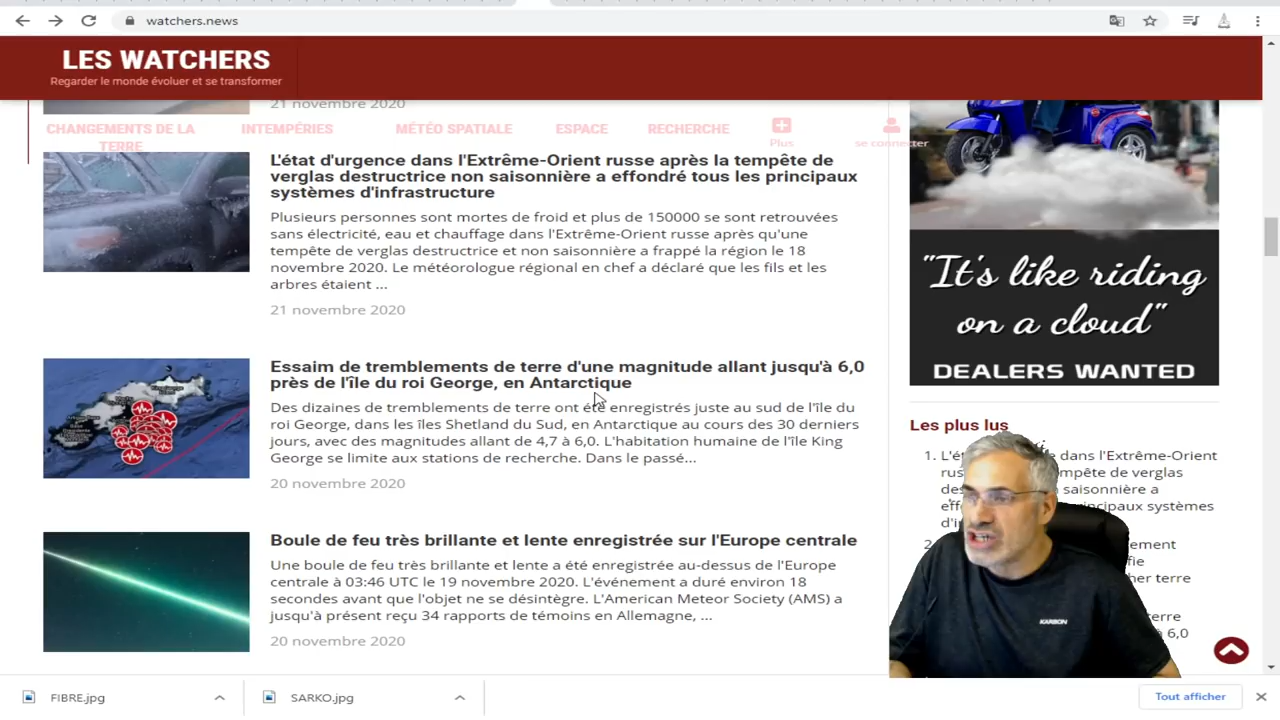 watchers.news
LES WATCHERS
Regarder le monde évoluer et se transformer
21 novembre 2020
CHANGEMENTS DE LA
TERRE
INTEMPÉRIES
MÉTÉO SPATIALE
ESPACE
RECHERCHE
Plus
se connecter
L'état d'urgence dans l'Extrême-Orient russe après la tempête de
verglas destructrice non saisonnière a effondré tous les principaux
systèmes d'infrastructure
Plusieurs personnes sont mortes de froid et plus de 150000 se sont retrouvées
sans électricité, eau et chauffage dans l'Extrême-Orient russe après qu'une
tempête de verglas destructrice et non saisonnière a frappé la région le 18
novembre 2020. Le météorologue régional en chef a déclaré que les fils et les
arbres étaient ...
21 novembre 2020
Essaim de tremblements de terre d'une magnitude allant jusqu'à 6,0
près de l'île du roi George, en Antarctique
Des dizaines de tremblements de terre ont été enregistrés juste au sud de l'île du
roi George, dans les îles Shetland du Sud, en Antarctique au cours des 30 derniers
jours, avec des magnitudes allant de 4,7 à 6,0. L'habitation humaine de l'île King
George se limite aux stations de recherche. Dans le passé...
20 novembre 2020
Boule de feu très brillante et lente enregistrée sur l'Europe centrale
Une boule de feu très brillante et lente a été enregistrée au-dessus de l'Europe
centrale à 03:46 UTC le 19 novembre 2020. L'événement a duré environ 18
secondes avant que l'objet ne se désintègre. L'American Meteor Society (AMS) a
jusqu'à présent reçu 34 rapports de témoins en Allemagne, ...
20 novembre 2020
"It's like riding
on a cloud"
DEALERS WANTED
Les plus lus
1. L'ét dans l'Extrême-Orient
rus empête de verglas
des saisonnière a
eff rincipaux systèmes
d'i
2. ement
fie
her terre
erre
à 6,0
KARBON
FIBRE.jpg
SARKO.jpg
Tout afficher